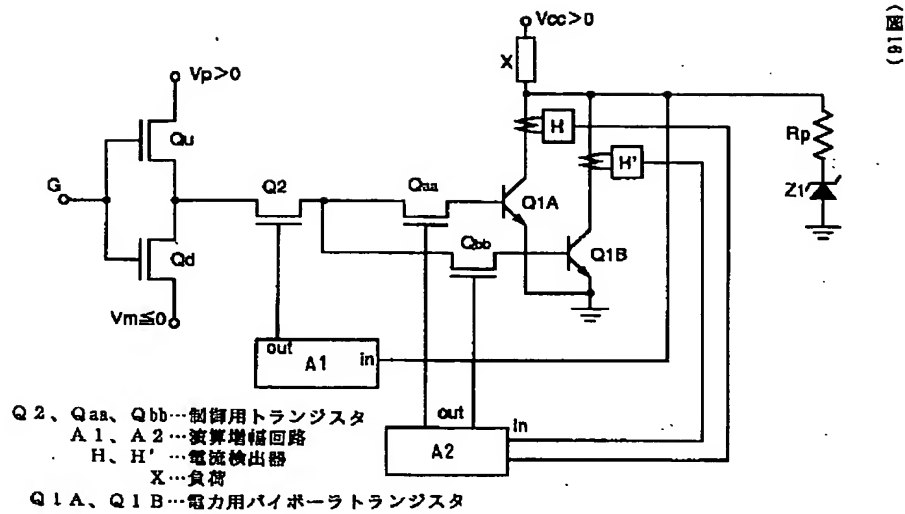 (図16)
Vcc>0
X
Vp>0
H
Rp
Qu
H'
G
Q2
Qaa
Z1
Q1A
Qbb
Q1B
Qd
Vm≦0
out
A1
in
out
in
A2
Q2、Qaa、Qbb…制御用トランジスタ
A1、A2…演算増幅回路
H、H'…電流検出器
X…負荷
Q1A、Q1B…電力用バイポーラトランジスタ